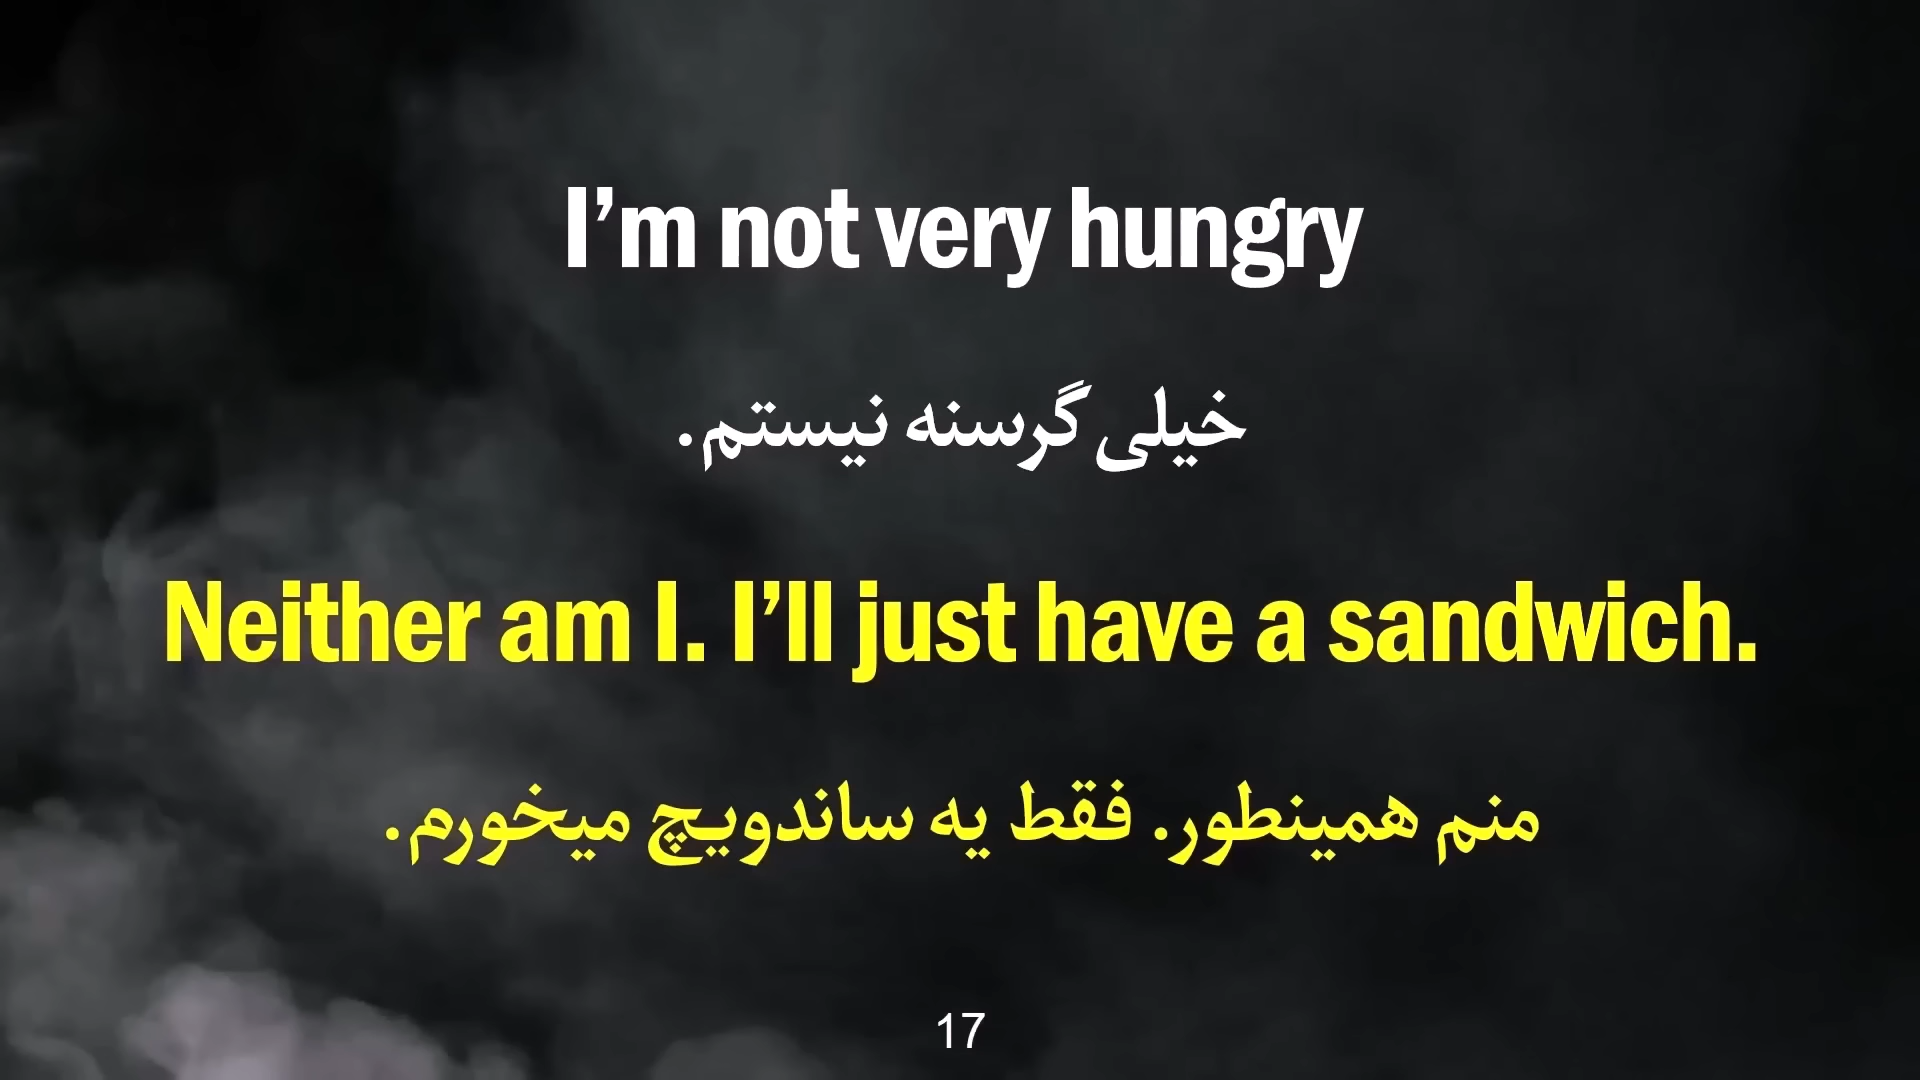 I’m not very hungry
خیلی گرسنه نیستم.
Neither am I. I’ll just have a sandwich.
منم همینطور. فقط یه ساندویچ میخورم.
17